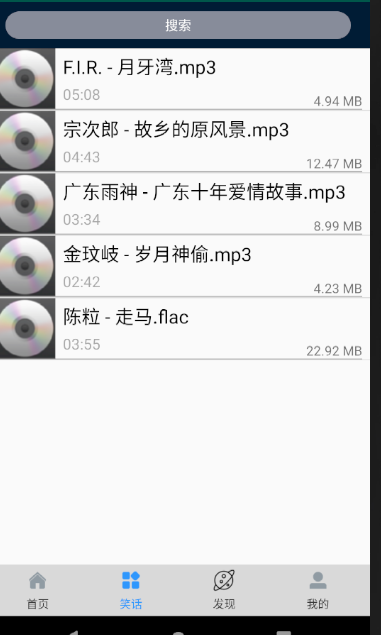 搜索
F.I.R. - 月牙湾.mp3
05:08
4.94 MB
宗次郎 - 故乡的原风景.mp3
04:43
12.47 MB
广东雨神 - 广东十年爱情故事.mp3
03:34
8.99 MB
金玟岐 - 岁月神偷.mp3
02:42
4.23 MB
陈粒 - 走马.flac
03:55
22.92 MB
首页
笑话
发现
我的